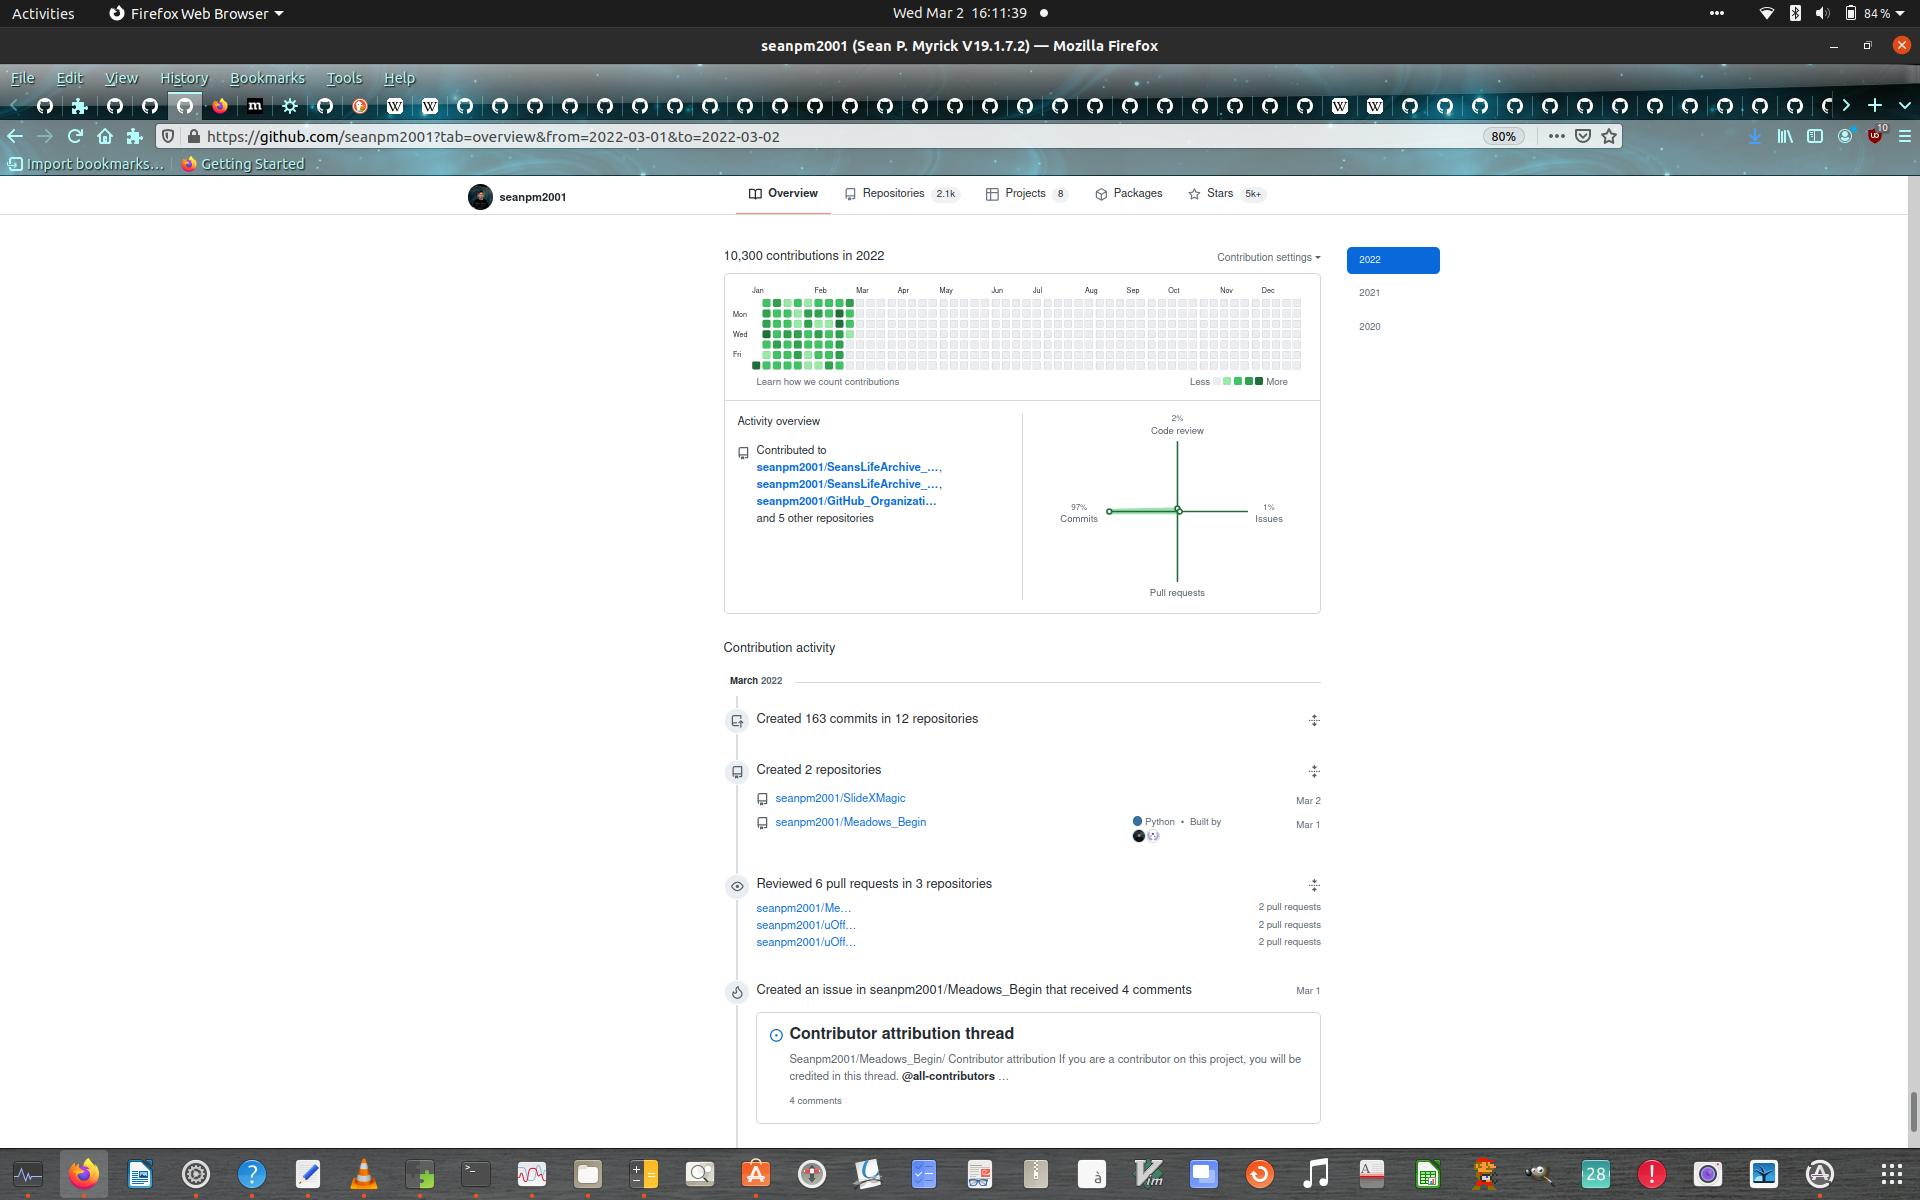 Activities
Firefox Web Browser
Wed Mar 2 16:11:39
84 %
seanpm2001 (Sean P. Myrick V19.1.7.2) — Mozilla Firefox
File Edit View History Bookmarks Tools Help
https://github.com/seanpm2001?tab=overview&from=2022-03-01&to=2022-03-02
80%
10
Import bookmarks...
Getting Started
seanpm2001
Overview
Repositories 2.1k
Projects 8
Packages
Stars 5k+
10,300 contributions in 2022
Contribution settings
2022
2021
2020
Jan Feb Mar Apr May Jun Jul Aug Sep Oct Nov Dec
Mon
Wed
Fri
Learn how we count contributions
Less More
Activity overview
Contributed to
seanpm2001/SeansLifeArchive_...,
seanpm2001/SeansLifeArchive_...,
seanpm2001/GitHub_Organizati...
and 5 other repositories
2%
Code review
97%
Commits
1%
Issues
Pull requests
Contribution activity
March 2022
Created 163 commits in 12 repositories
Created 2 repositories
seanpm2001/SlideXMagic
Mar 2
seanpm2001/Meadows_Begin
Python • Built by
Mar 1
Reviewed 6 pull requests in 3 repositories
seanpm2001/Me...
2 pull requests
seanpm2001/uOff...
2 pull requests
seanpm2001/uOff...
2 pull requests
Created an issue in seanpm2001/Meadows_Begin that received 4 comments
Mar 1
Contributor attribution thread
Seanpm2001/Meadows_Begin/ Contributor attribution If you are a contributor on this project, you will be
credited in this thread. @all-contributors ...
4 comments
28